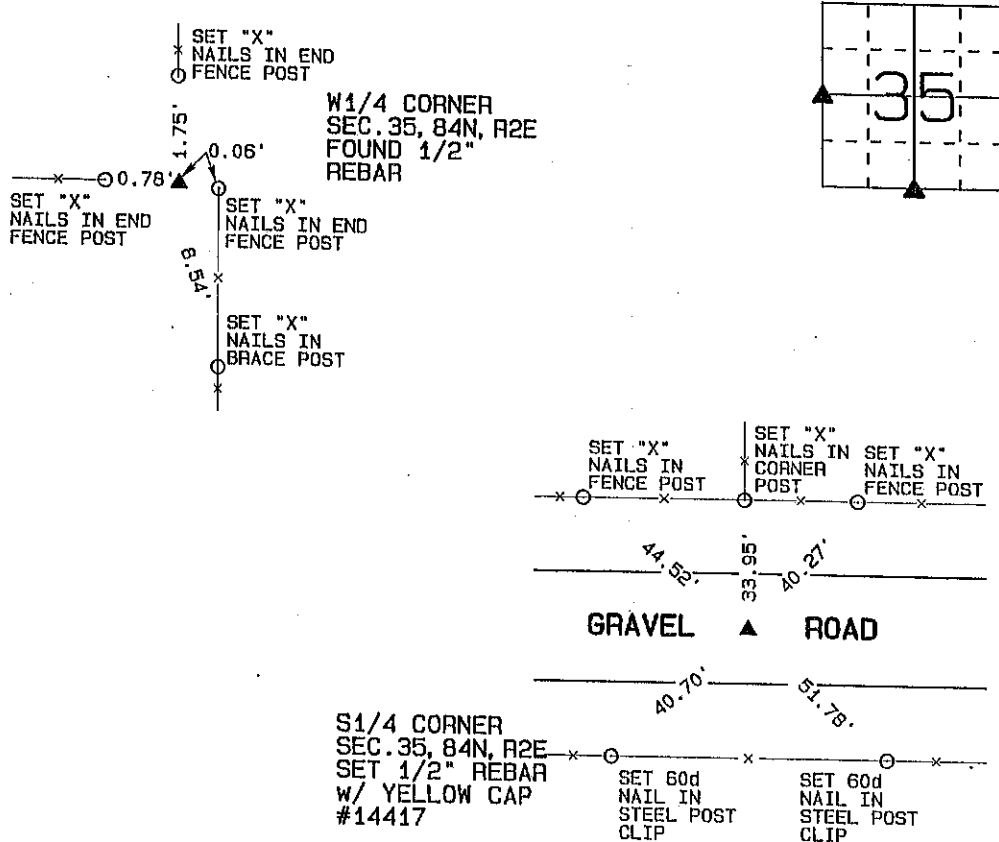 SET "X"
NAILS IN END
FENCE POST
35
W1/4 CORNER
SEC.35, 84N, R2E
FOUND 1/2"
REBAR
1.75'
0.06'
0.78'
SET "X"
NAILS IN END
FENCE POST
SET "X"
NAILS IN END
FENCE POST
8.54'
SET "X"
NAILS IN
BRACE POST
SET "X"
NAILS IN
FENCE POST
SET "X"
NAILS IN
CORNER
POST
SET "X"
NAILS IN
FENCE POST
44.52'
33.95'
40.27'
GRAVEL ROAD
40.70'
51.78'
S1/4 CORNER
SEC.35, 84N, R2E
SET 1/2" REBAR
W/ YELLOW CAP
#14417
SET 60d
NAIL IN
STEEL POST
CLIP
SET 60d
NAIL IN
STEEL POST
CLIP